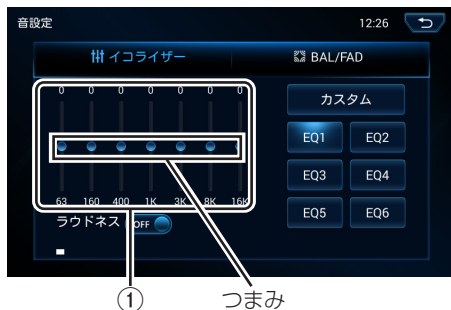 音設定 12:26
イコライザー BAL/FAD
0 0 0 0 0 0 0 カスタム
EQ1 EQ2
EQ3 EQ4
63 160 400 1K 3K 8K 16K
ラウドネス OFF EQ5 EQ6
① つまみ